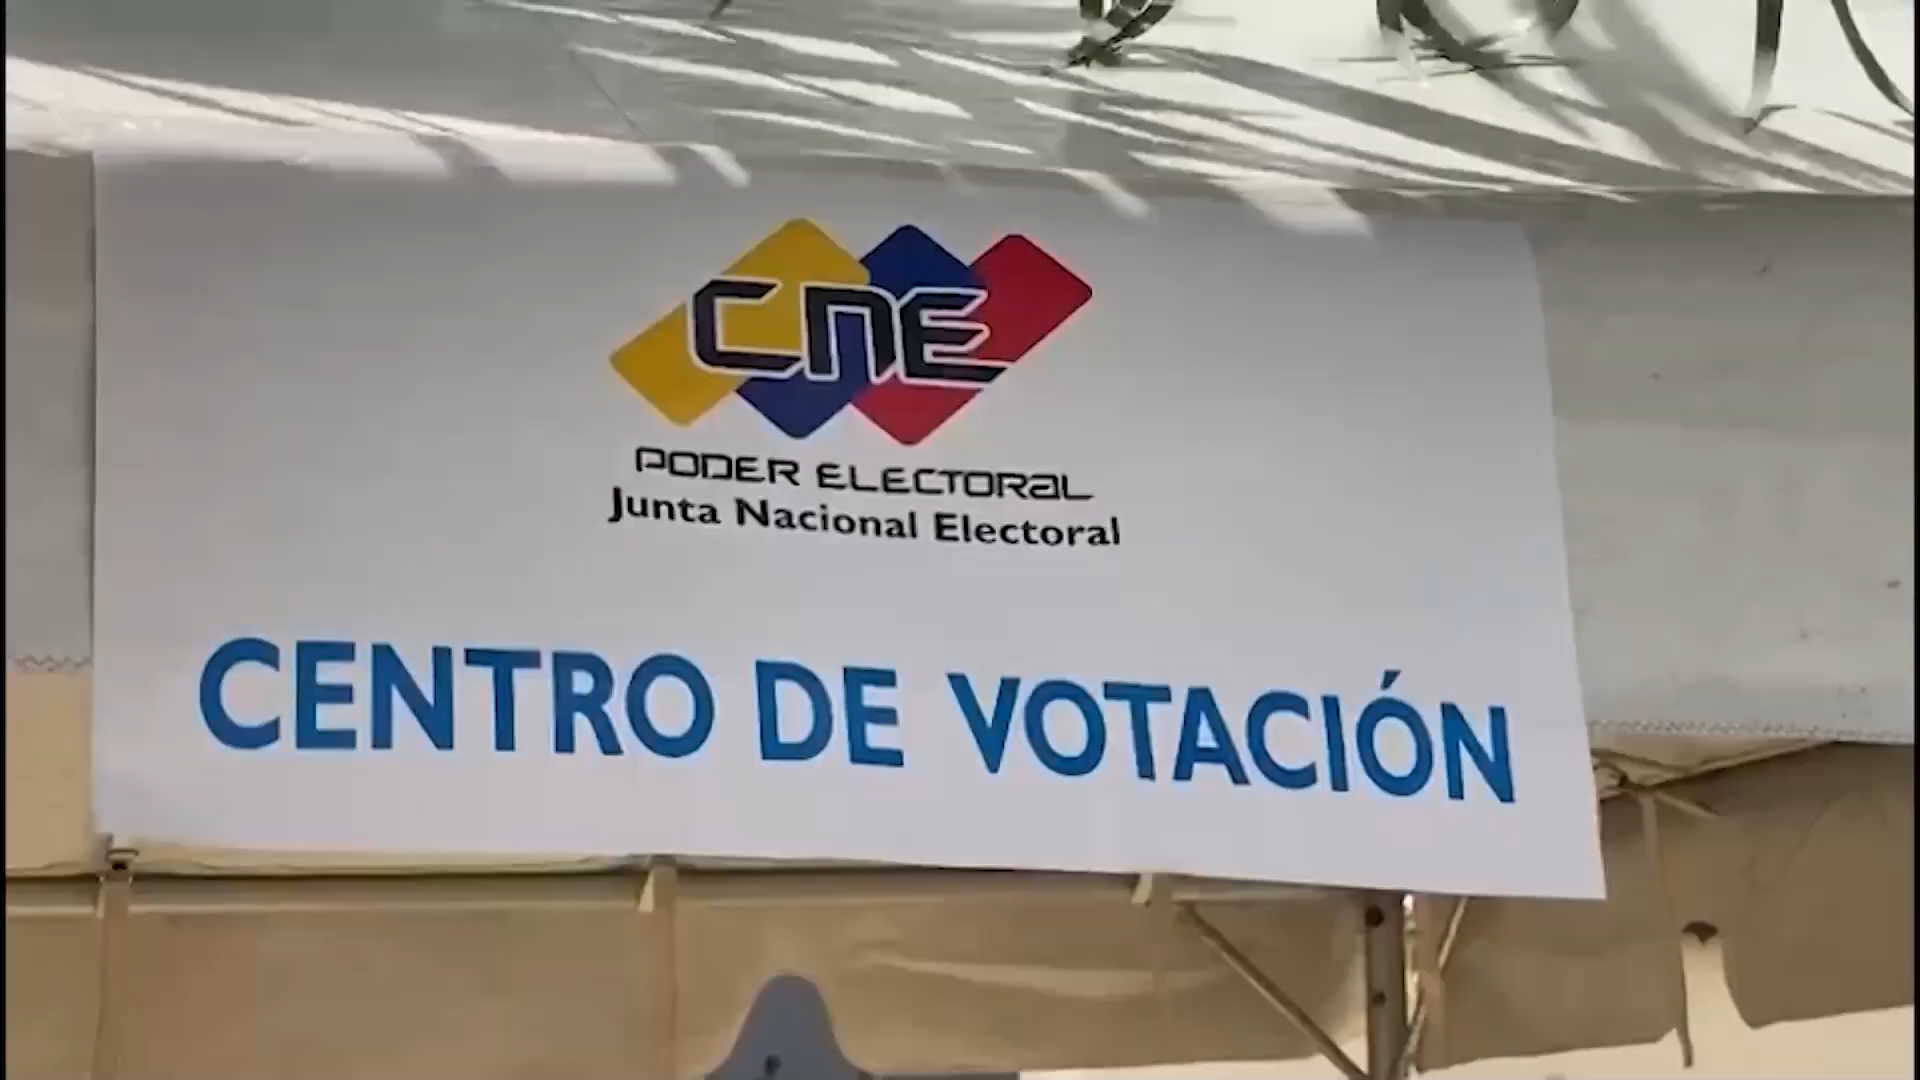 CNE
PODER ELECTORAL
Junta Nacional Electoral
CENTRO DE VOTACIÓN